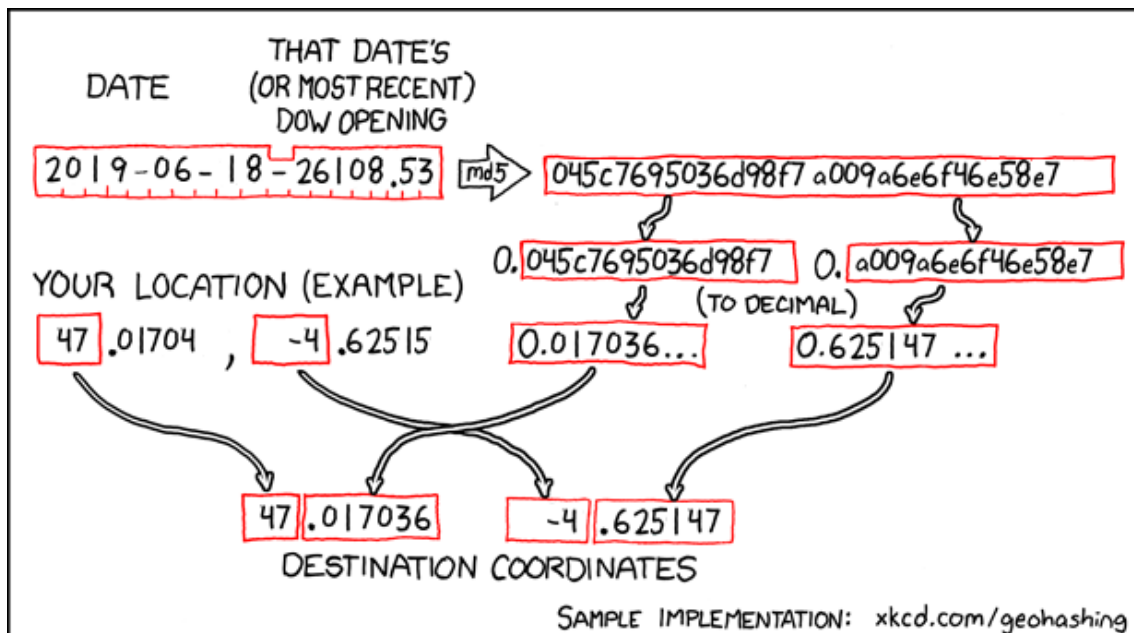 DATE
THAT DATE'S
(OR MOST RECENT)
DOW OPENING
2019-06-18-26108.53
md5
045c7695036d98f7a009a6e6f46e58e7
0.045c7695036d98f7
0.a009a6e6f46e58e7
(TO DECIMAL)
0.017036...
0.625147 ...
YOUR LOCATION (EXAMPLE)
47.01704 , -4.62515
47.017036
-4.625147
DESTINATION COORDINATES
SAMPLE IMPLEMENTATION: xkcd.com/geohashing